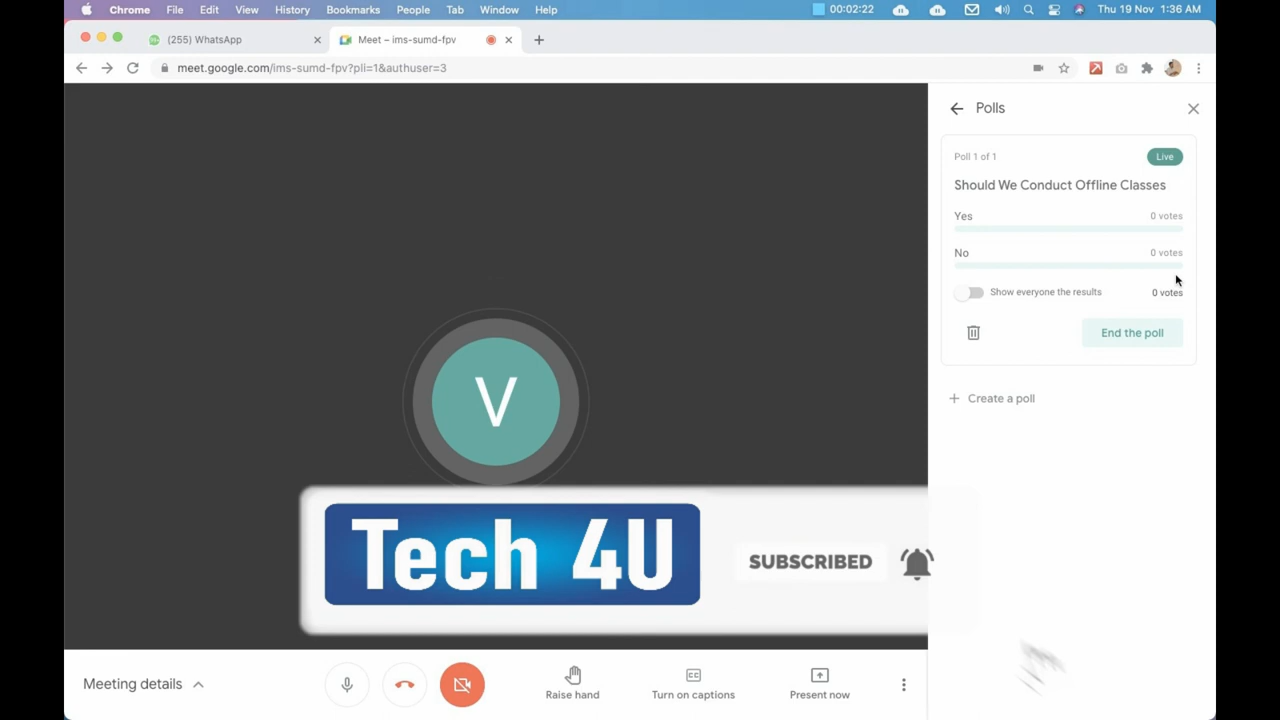 Chrome File Edit View History Bookmarks People Tab Window Help 00:02:22 Thu 19 Nov 1:36 AM
(255) WhatsApp Meet – ims-sumd-fpv
meet.google.com/ims-sumd-fpv?pli=1&authuser=3
Polls
Poll 1 of 1 Live
Should We Conduct Offline Classes
Yes 0 votes
No 0 votes
Show everyone the results 0 votes
End the poll
Create a poll
V
Tech 4U
SUBSCRIBED
Meeting details Raise hand Turn on captions Present now